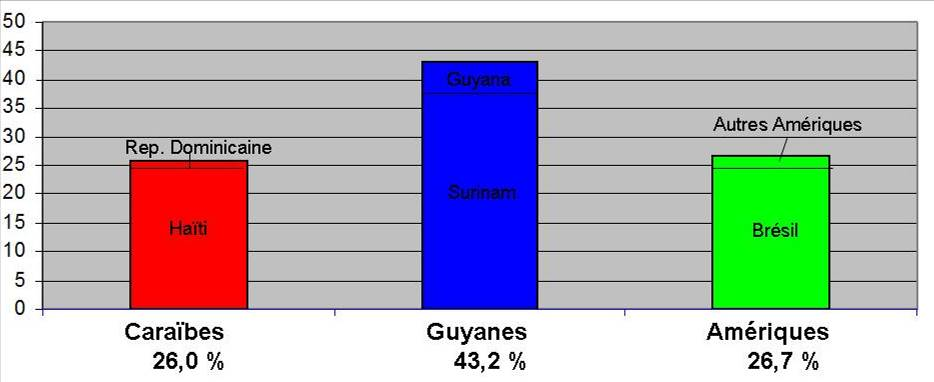 50
45
40
35
30
25
20
15
10
5
0
Guyana
Autres Amériques
Rep. Dominicaine
Surinam
Haïti
Brésil
Caraïbes Guyanes Amériques
26,0 % 43,2 % 26,7 %